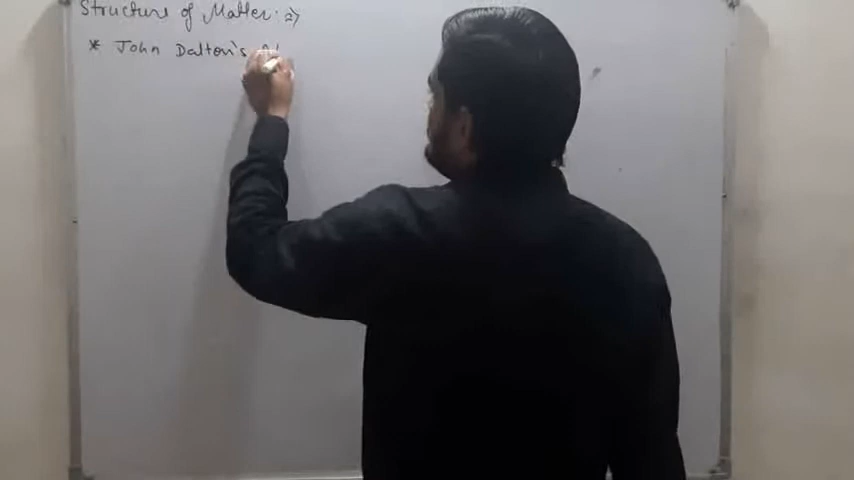 Structure of Matter :⇒
* John Dalton's